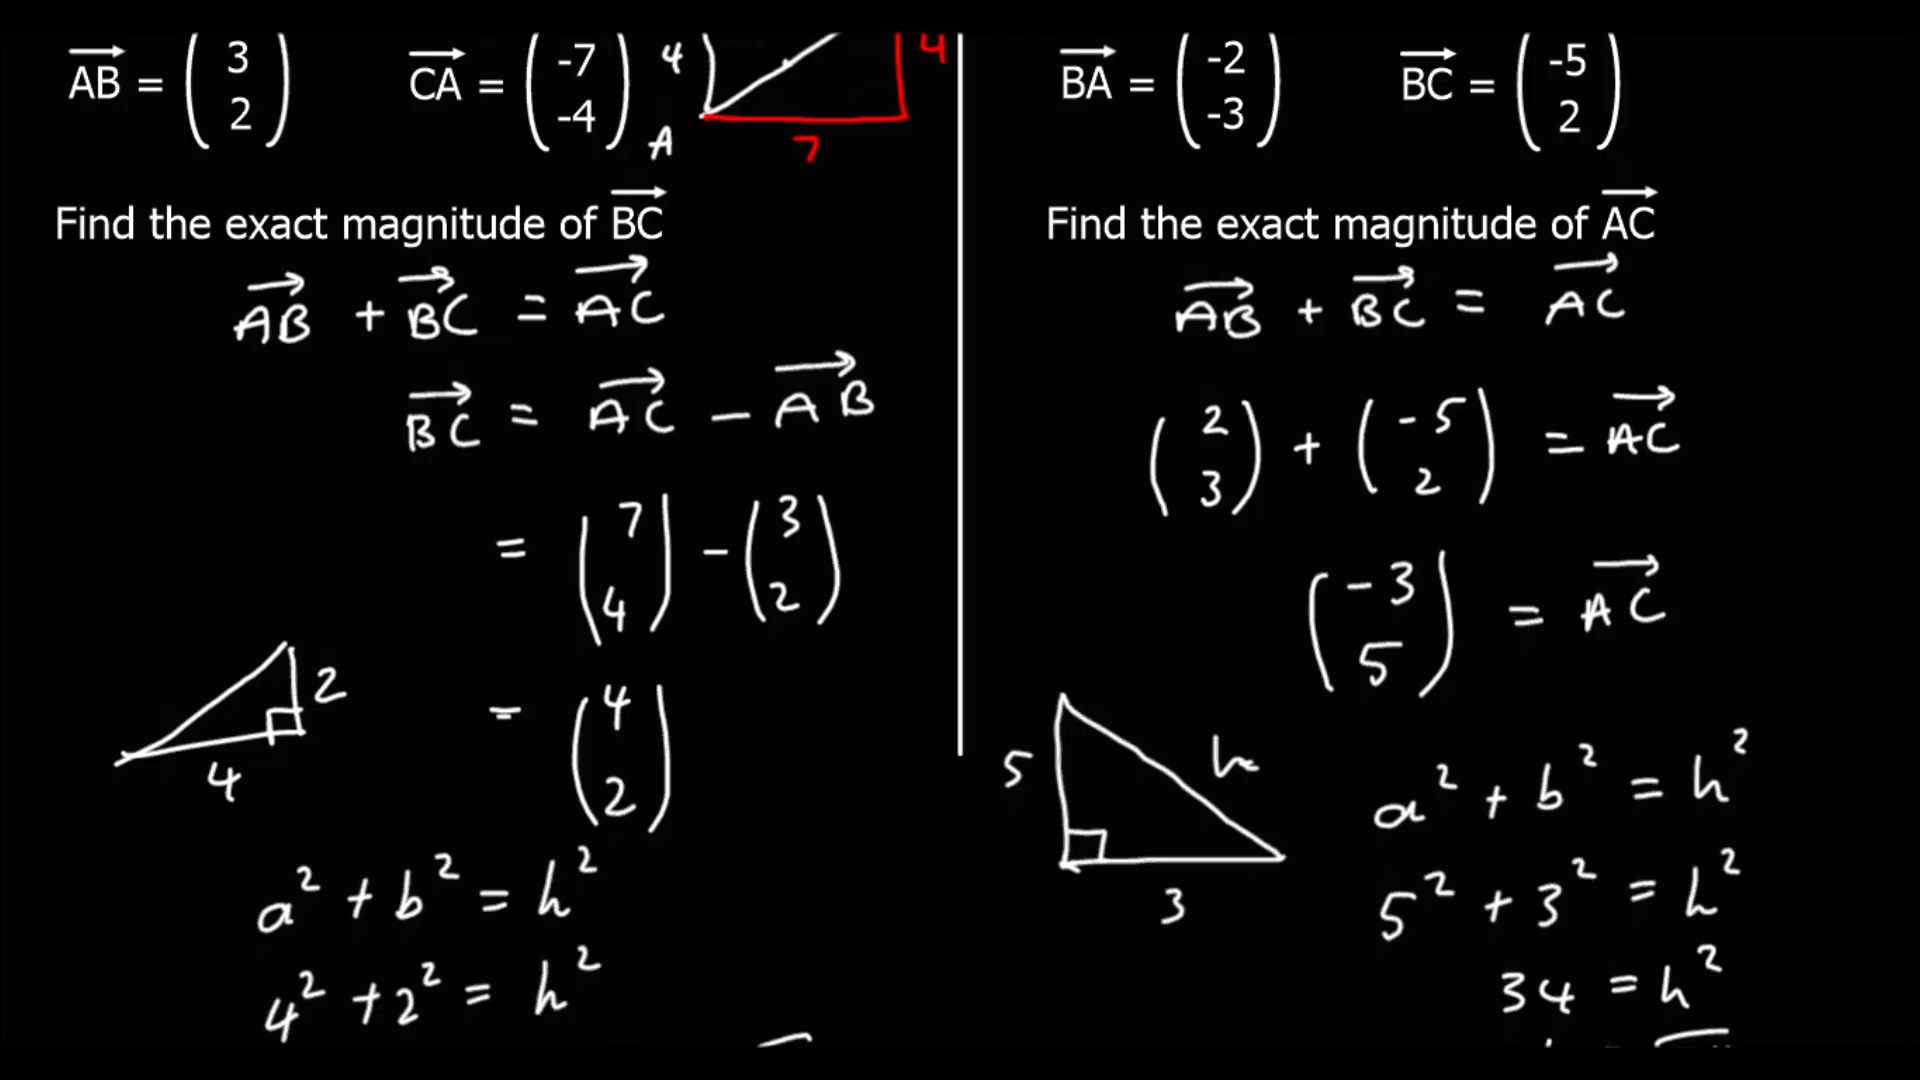 AB = ( 3 2 )
CA = ( -7 -4 )
4
4
A
7
Find the exact magnitude of BC
AB + BC = AC
BC = AC - AB
= ( 7 4 ) - ( 3 2 )
= ( 4 2 )
2
4
a² + b² = h²
4² + 2² = h²
BA = ( -2 -3 )
BC = ( -5 2 )
Find the exact magnitude of AC
AB + BC = AC
( 2 3 ) + ( -5 2 ) = AC
( -3 5 ) = AC
5
h
3
a² + b² = h²
5² + 3² = h²
34 = h²